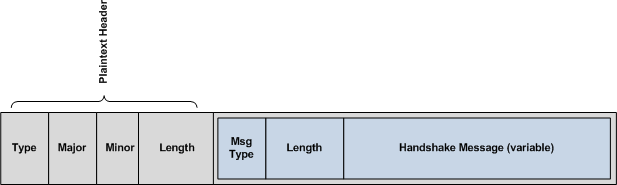 Plaintext Header
Type
Major
Minor
Length
Msg
Type
Length
Handshake Message (variable)